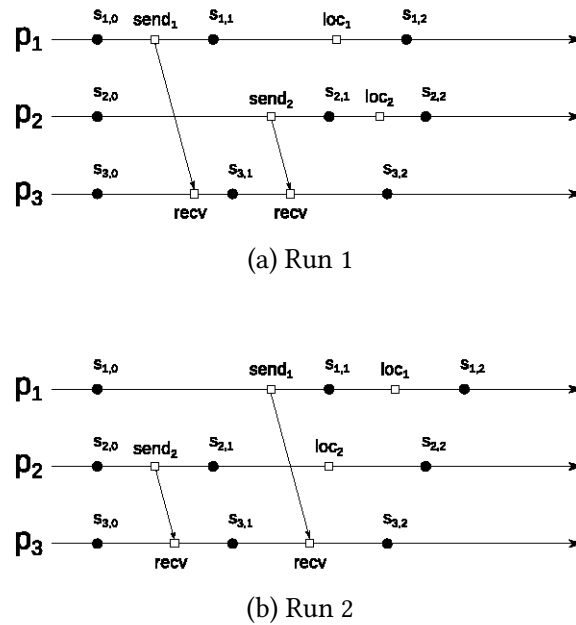 s1,0 send1 s1,1 loc1 s1,2
p1
s2,0 send2 s2,1 loc2 s2,2
p2
s3,0 s3,1 s3,2
p3
recv recv
(a) Run 1
s1,0 send1 s1,1 loc1 s1,2
p1
s2,0 send2 s2,1 loc2 s2,2
p2
s3,0 s3,1 s3,2
p3
recv recv
(b) Run 2